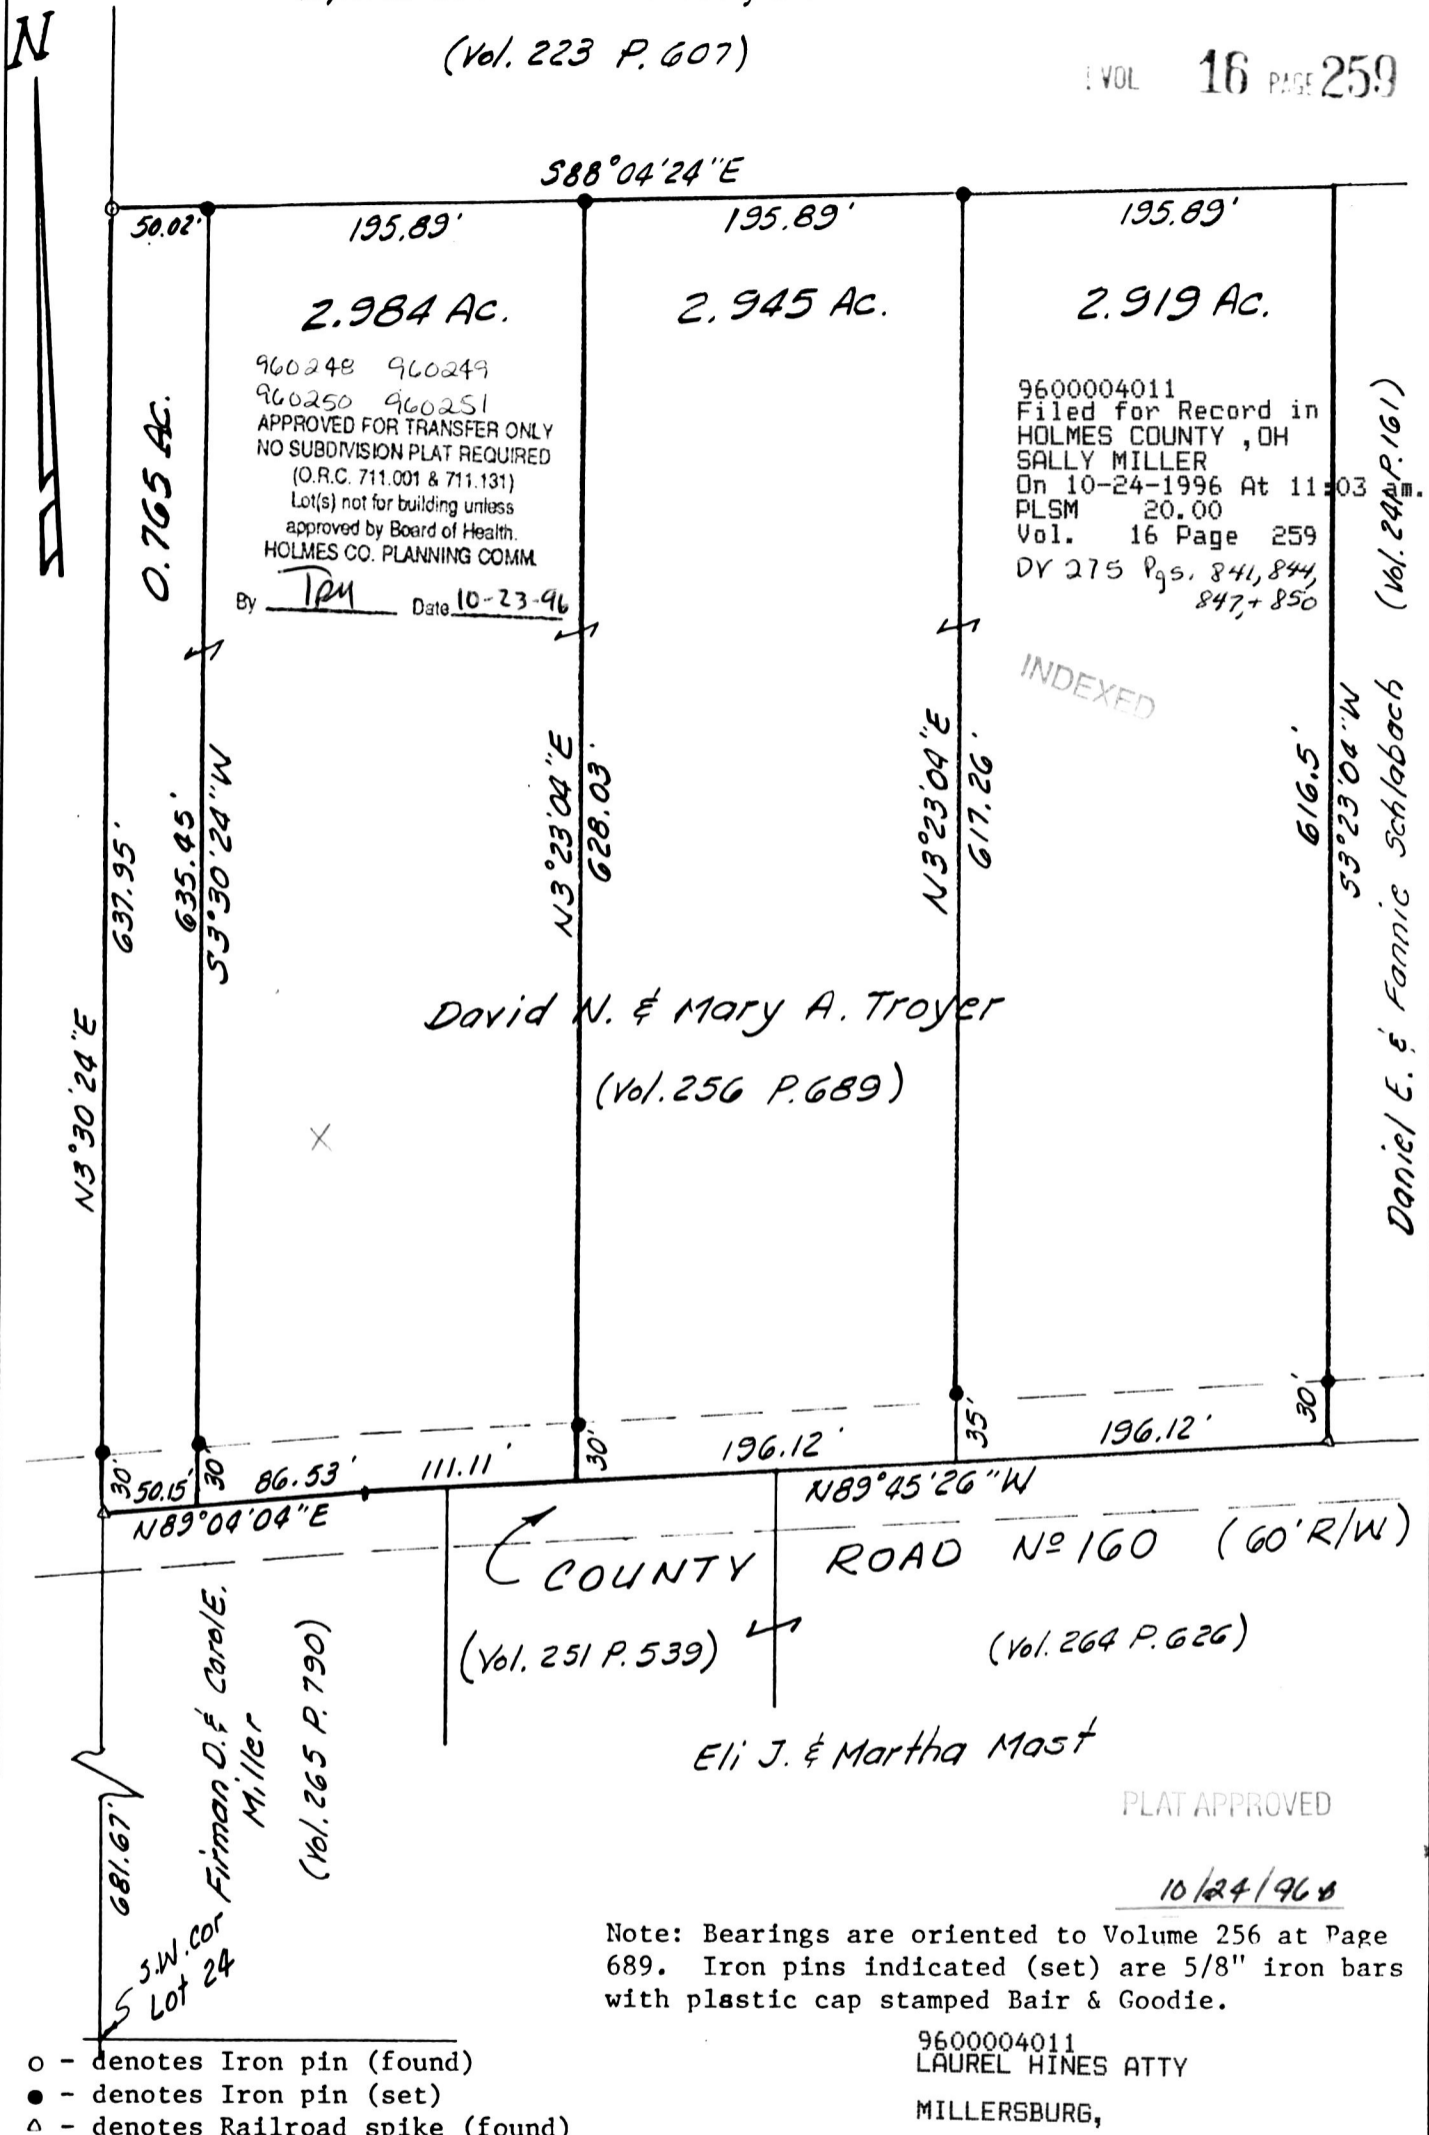 N
(Vol. 223 P. 607)
VOL 16 PAGE 259
S88°04'24"E
50.02'
195.89'
195.89'
195.89'
2.984 Ac.
2.945 Ac.
2.919 Ac.
0.765 Ac.
960248 960249
960250 960251
APPROVED FOR TRANSFER ONLY
NO SUBDIVISION PLAT REQUIRED
(O.R.C. 711.001 & 711.131)
Lot(s) not for building unless
approved by Board of Health.
HOLMES CO. PLANNING COMM.
By Date 10-23-96
9600004011
Filed for Record in
HOLMES COUNTY , OH
SALLY MILLER
On 10-24-1996 At 11:03 am.
PLSM 20.00
Vol. 16 Page 259
DV 275 Pgs. 841, 844,
847, + 850
INDEXED
N3°30'24"E
637.95'
635.45'
S3°30'24"W
N3°23'04"E
628.03'
N3°23'04"E
617.26'
616.5'
S3°23'04"W
Daniel E. & Fannie Schlabach (Vol. 241 P. 161)
David N. & Mary A. Troyer
(Vol. 256 P. 689)
X
30'
50.15'
30'
86.53'
111.11'
30'
196.12'
35'
196.12'
30'
N89°04'04"E
N89°45'26"W
COUNTY ROAD Nº 160 (60' R/W)
Firman D. & Carol E.
Miller
(Vol. 265 P. 790)
(Vol. 251 P. 539)
(Vol. 264 P. 626)
Eli J. & Martha Mast
681.67'
S.W. Cor
Lot 24
PLAT APPROVED
10/24/96
Note: Bearings are oriented to Volume 256 at Page
689. Iron pins indicated (set) are 5/8" iron bars
with plastic cap stamped Bair & Goodie.
9600004011
LAUREL HINES ATTY
MILLERSBURG,
o - denotes Iron pin (found)
● - denotes Iron pin (set)
△ - denotes Railroad spike (found)